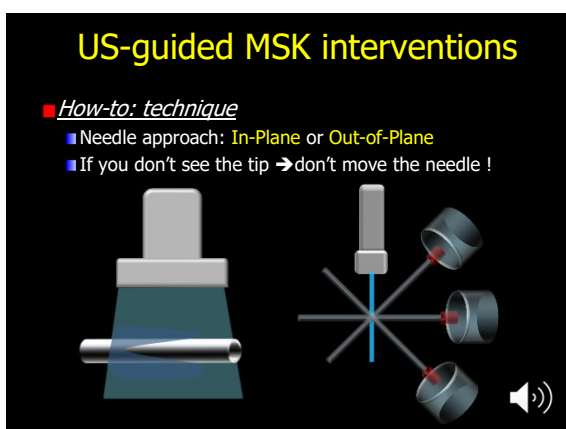 US-guided MSK interventions
How-to: technique
Needle approach: In-Plane or Out-of-Plane
If you don’t see the tip ➔don’t move the needle !